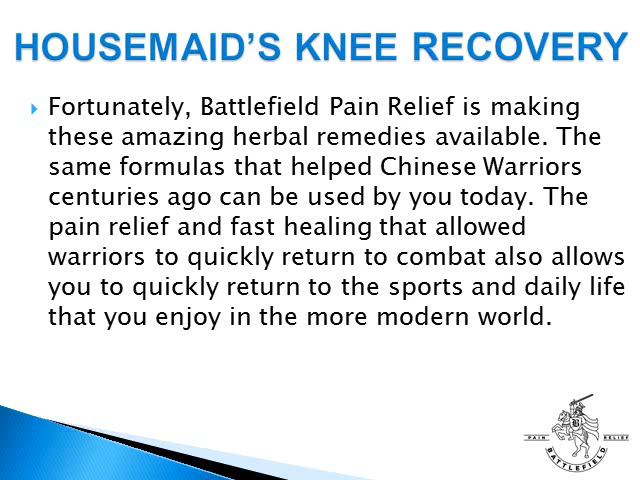 HOUSEMAID'S KNEE RECOVERY
Fortunately, Battlefield Pain Relief is making
these amazing herbal remedies available. The
same formulas that helped Chinese Warriors
centuries ago can be used by you today. The
pain relief and fast healing that allowed
warriors to quickly return to combat also allows
you to quickly return to the sports and daily life
that you enjoy in the more modern world.
B
PAIN RELIEF
BATTLEFIELD